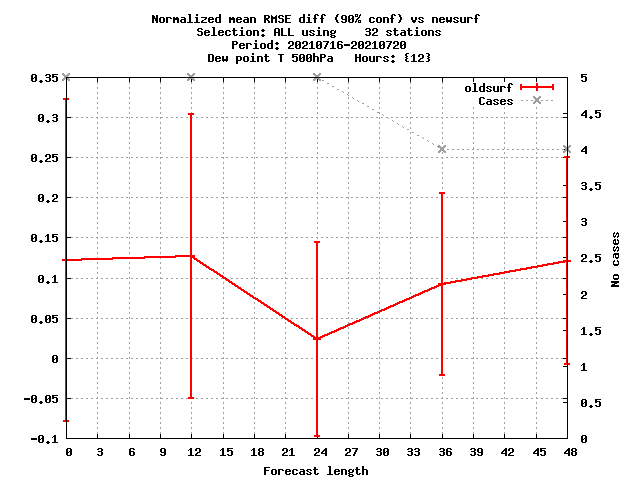 Normalized mean RMSE diff (90% conf) vs newsurf
Selection: ALL using    32 stations
Period: 20210716-20210720
Dew point T 500hPa   Hours: {12}
oldsurf
Cases
0.35
0.3
0.25
0.2
0.15
0.1
0.05
0
-0.05
-0.1
5
4.5
4
3.5
3
2.5
2
1.5
1
0.5
0
No cases
0 3 6 9 12 15 18 21 24 27 30 33 36 39 42 45 48
Forecast length